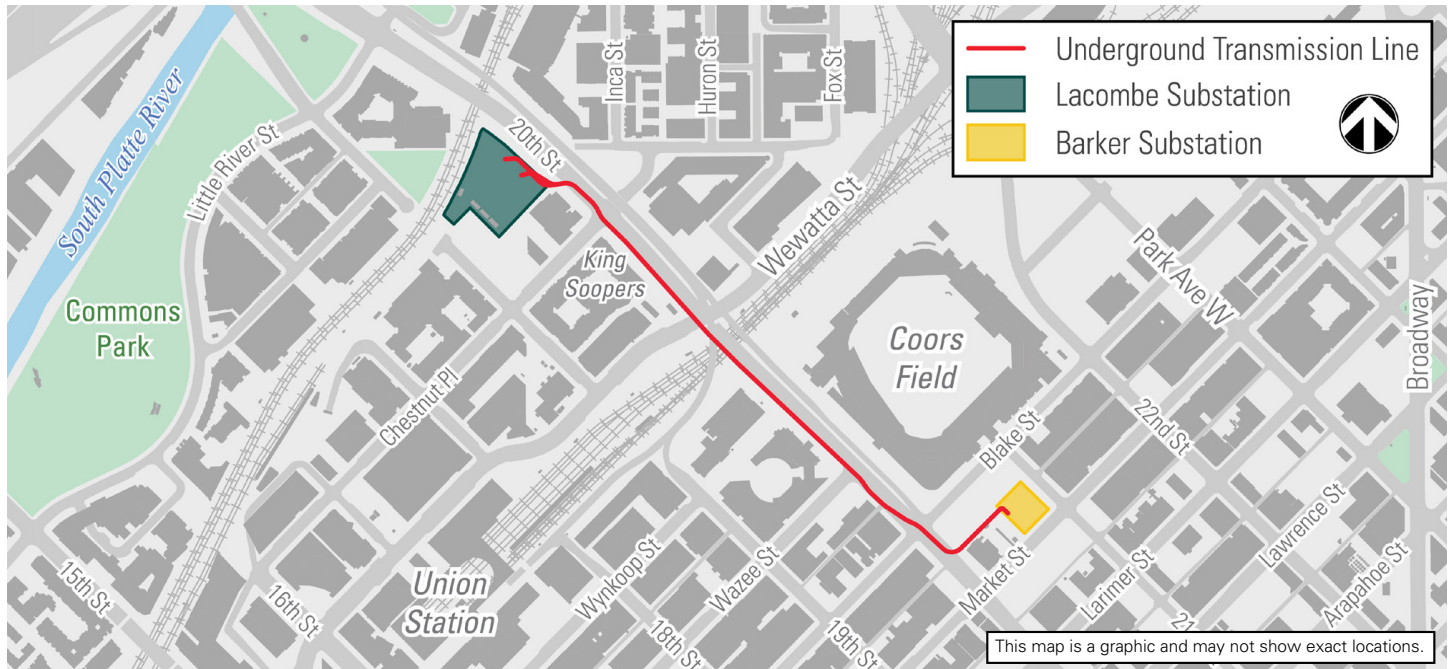 Underground Transmission Line
Lacombe Substation
Barker Substation
South Platte River
Little River St
20th St
Inca St
Huron St
Fox St
Wewatta St
Park Ave W
Broadway
King
Soopers
Commons
Park
Coors
Field
Chestnut Pl
Blake St
22nd St
Union
Station
15th St
16th St
Wynkoop St
18th St
Wazee St
19th St
Market St
Larimer St
21
Lawrence St
Arapahoe St
This map is a graphic and may not show exact locations.